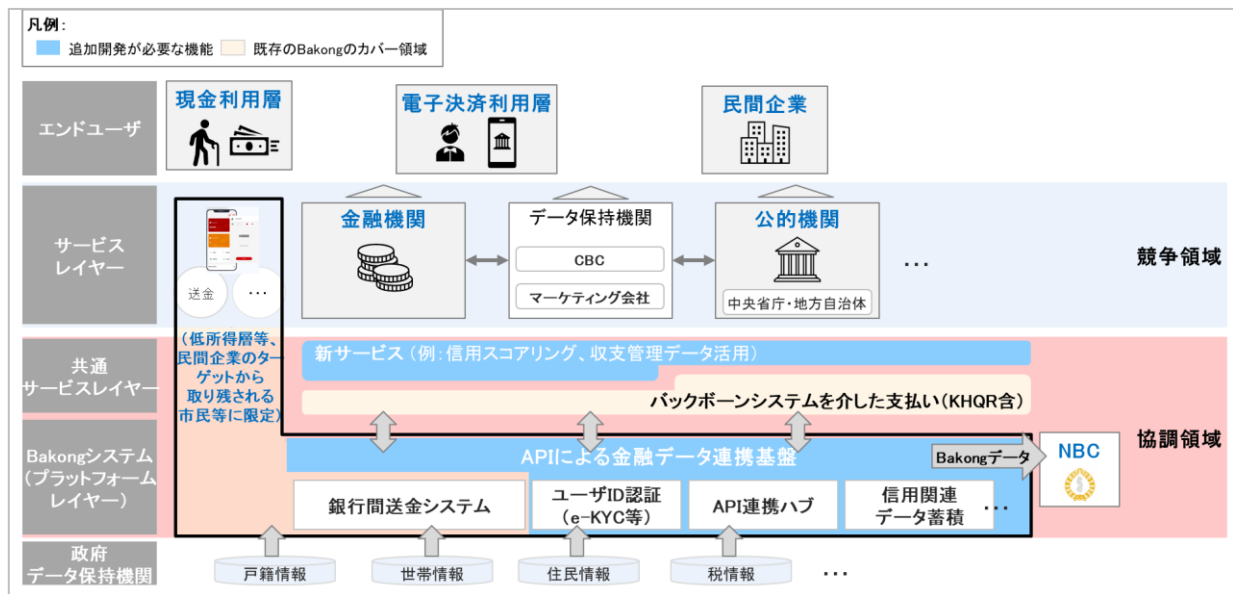 凡例：
追加開発が必要な機能
既存のBakongのカバー領域
エンドユーザ
現金利用層
電子決済利用層
民間企業
サービス
レイヤー
送金
…
金融機関
データ保持機関
CBC
マーケティング会社
公的機関
中央省庁・地方自治体
…
競争領域
共通
サービスレイヤー
（低所得層等、
民間企業のター
ゲットから
取り残される
市民等に限定）
新サービス（例：信用スコアリング、収支管理データ活用）
バックボーンシステムを介した支払い（KHQR含）
協調領域
Bakongシステム
（プラットフォーム
レイヤー）
APIによる金融データ連携基盤
Bakongデータ
NBC
銀行間送金システム
ユーザID認証
（e-KYC等）
API連携ハブ
信用関連
データ蓄積
…
政府
データ保持機関
戸籍情報
世帯情報
住民情報
税情報
…